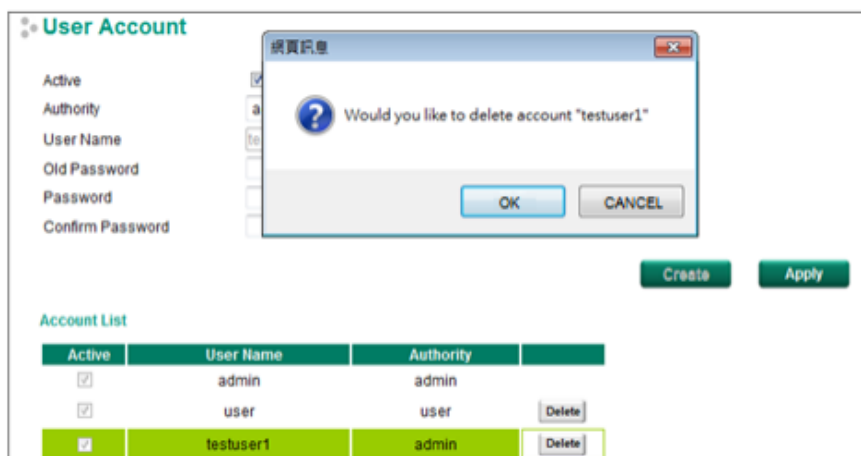 User Account
網頁訊息
Would you like to delete account "testuser1"
OK
CANCEL
Active
Authority
a
User Name
te
Old Password
Password
Confirm Password
Create
Apply
Account List
Active
User Name
Authority
admin
admin
user
user
Delete
testuser1
admin
Delete